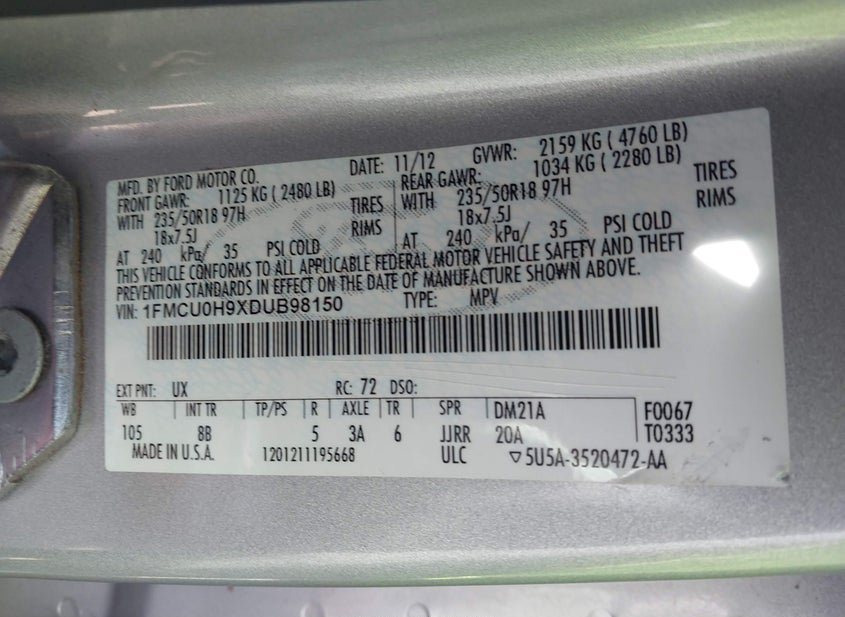 MFD. BY FORD MOTOR CO. DATE: 11/12 GVWR: 2159 KG ( 4760 LB)
FRONT GAWR: 1125 KG ( 2480 LB) REAR GAWR: 1034 KG ( 2280 LB)
WITH 235/50R18 97H TIRES WITH 235/50R18 97H TIRES
18x7.5J RIMS 18x7.5J RIMS
AT 240 kPa/ 35 PSI COLD AT 240 kPa/ 35 PSI COLD
THIS VEHICLE CONFORMS TO ALL APPLICABLE FEDERAL MOTOR VEHICLE SAFETY AND THEFT
PREVENTION STANDARDS IN EFFECT ON THE DATE OF MANUFACTURE SHOWN ABOVE.
VIN: 1FMCU0H9XDUB98150 TYPE: MPV
EXT PNT: UX RC: 72 DSO:
WB INT TR TP/PS R AXLE TR SPR DM21A F0067
105 8B 5 3A 6 JJRR 20A T0333
MADE IN U.S.A. 1201211195668 ULC ▽5U5A-3520472-AA